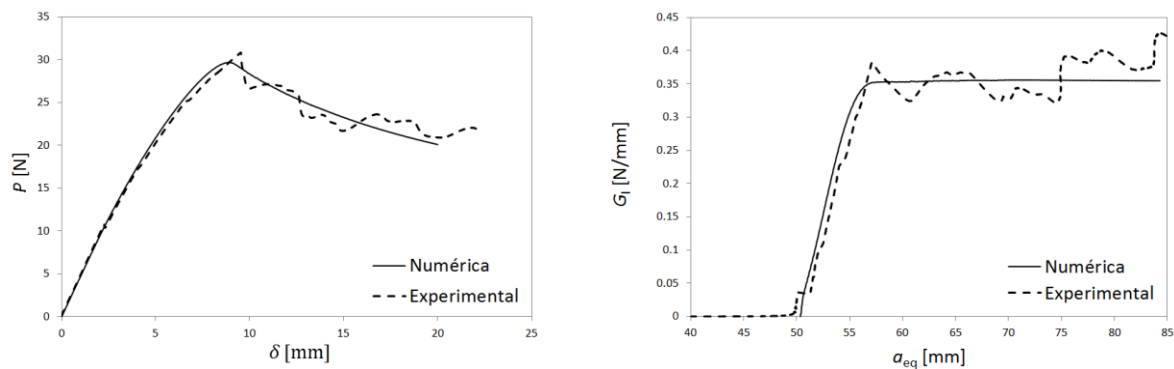 35
30
25
20
15
10
5
0
P [N]
0 5 10 15 20 25
δ [mm]
Numérica
Experimental
0.45
0.4
0.35
0.3
0.25
0.2
0.15
0.1
0.05
0
G_I [N/mm]
40 45 50 55 60 65 70 75 80 85
a_eq [mm]
Numérica
Experimental